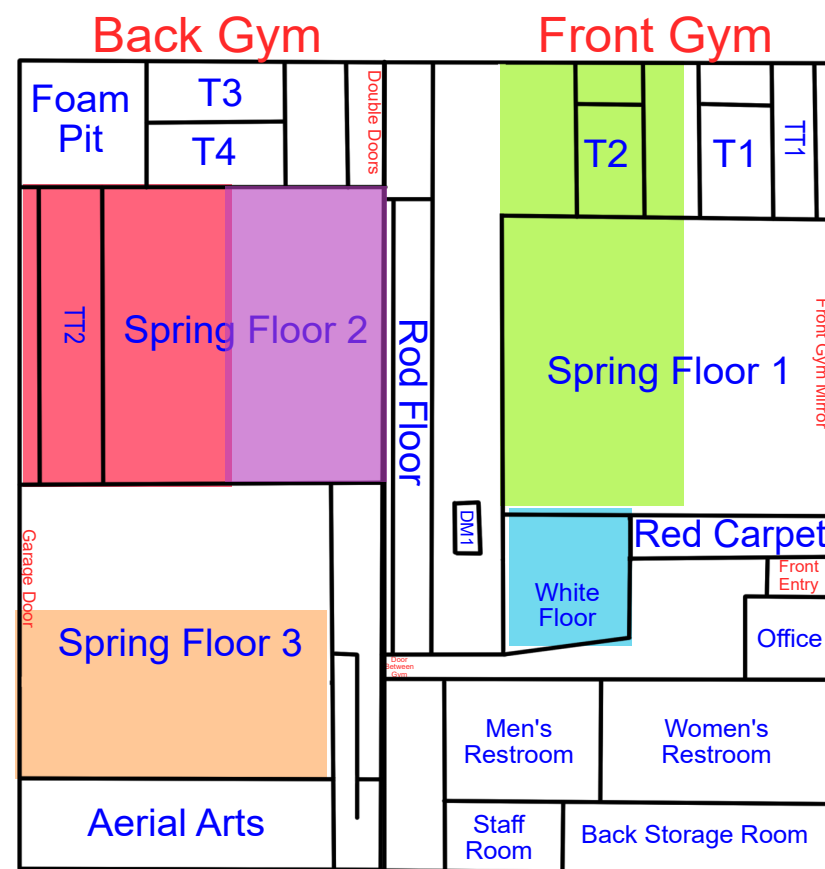 Back Gym
Front Gym
Foam
Pit
T3
T4
Double Doors
T2
T1
TT1
TT2
Spring Floor 2
Rod Floor
Spring Floor 1
Front Gym Mirror
DM1
Red Carpet
Garage Door
White
Floor
Front
Entry
Spring Floor 3
Office
Door
Between
Gym
Men's
Restroom
Women's
Restroom
Aerial Arts
Staff
Room
Back Storage Room